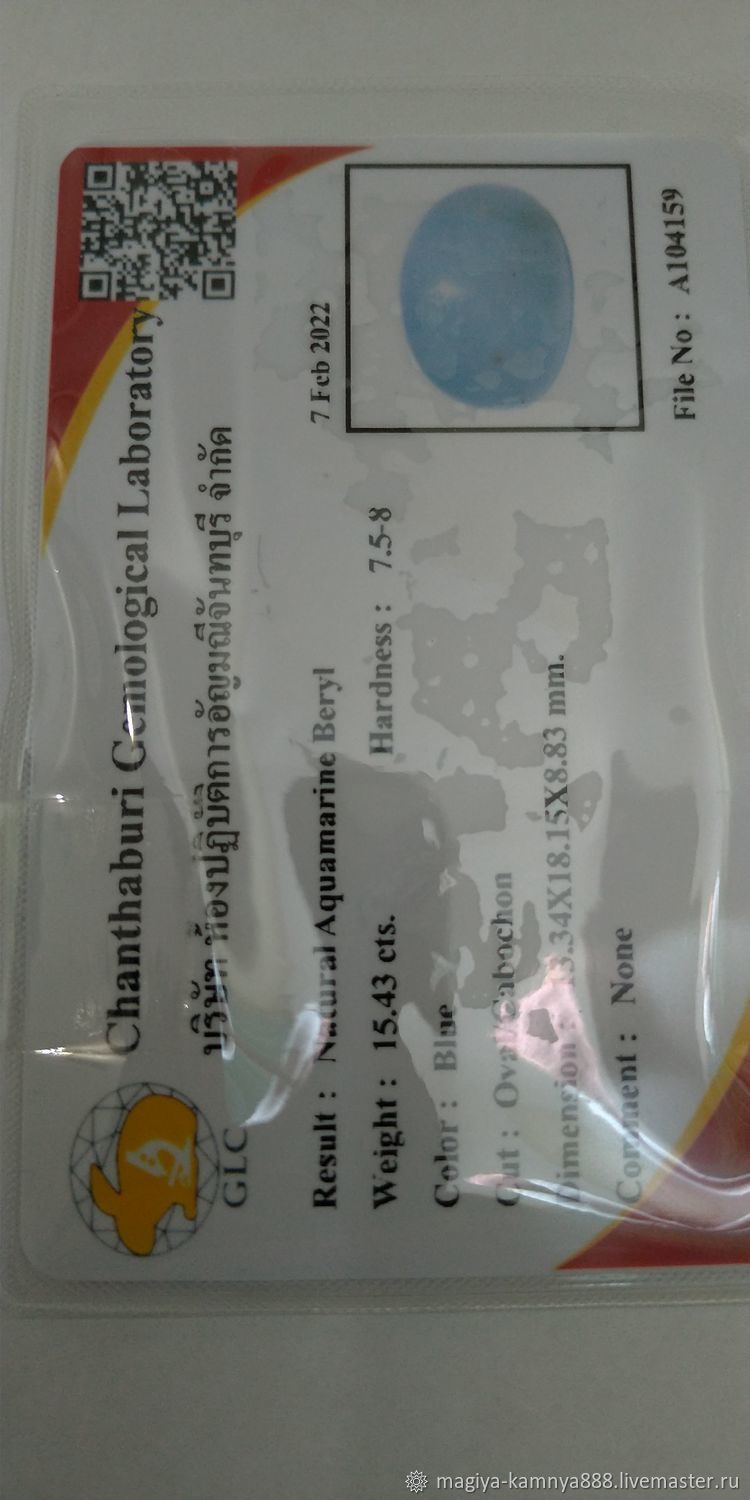 Chanthaburi Gemological Laboratory
บริษัท ห้องปฏิบัติการอัญมณีจันทบุรี จำกัด
GLC
7 Feb 2022
Result : Natural Aquamarine Beryl
Weight : 15.43 cts.
Hardness : 7.5-8
Color : Blue
Cut : Oval/Cabochon
Dimension : 13.34X18.15X8.83 mm.
Comment : None
File No : A104159
magiya-kamnya888.livemaster.ru